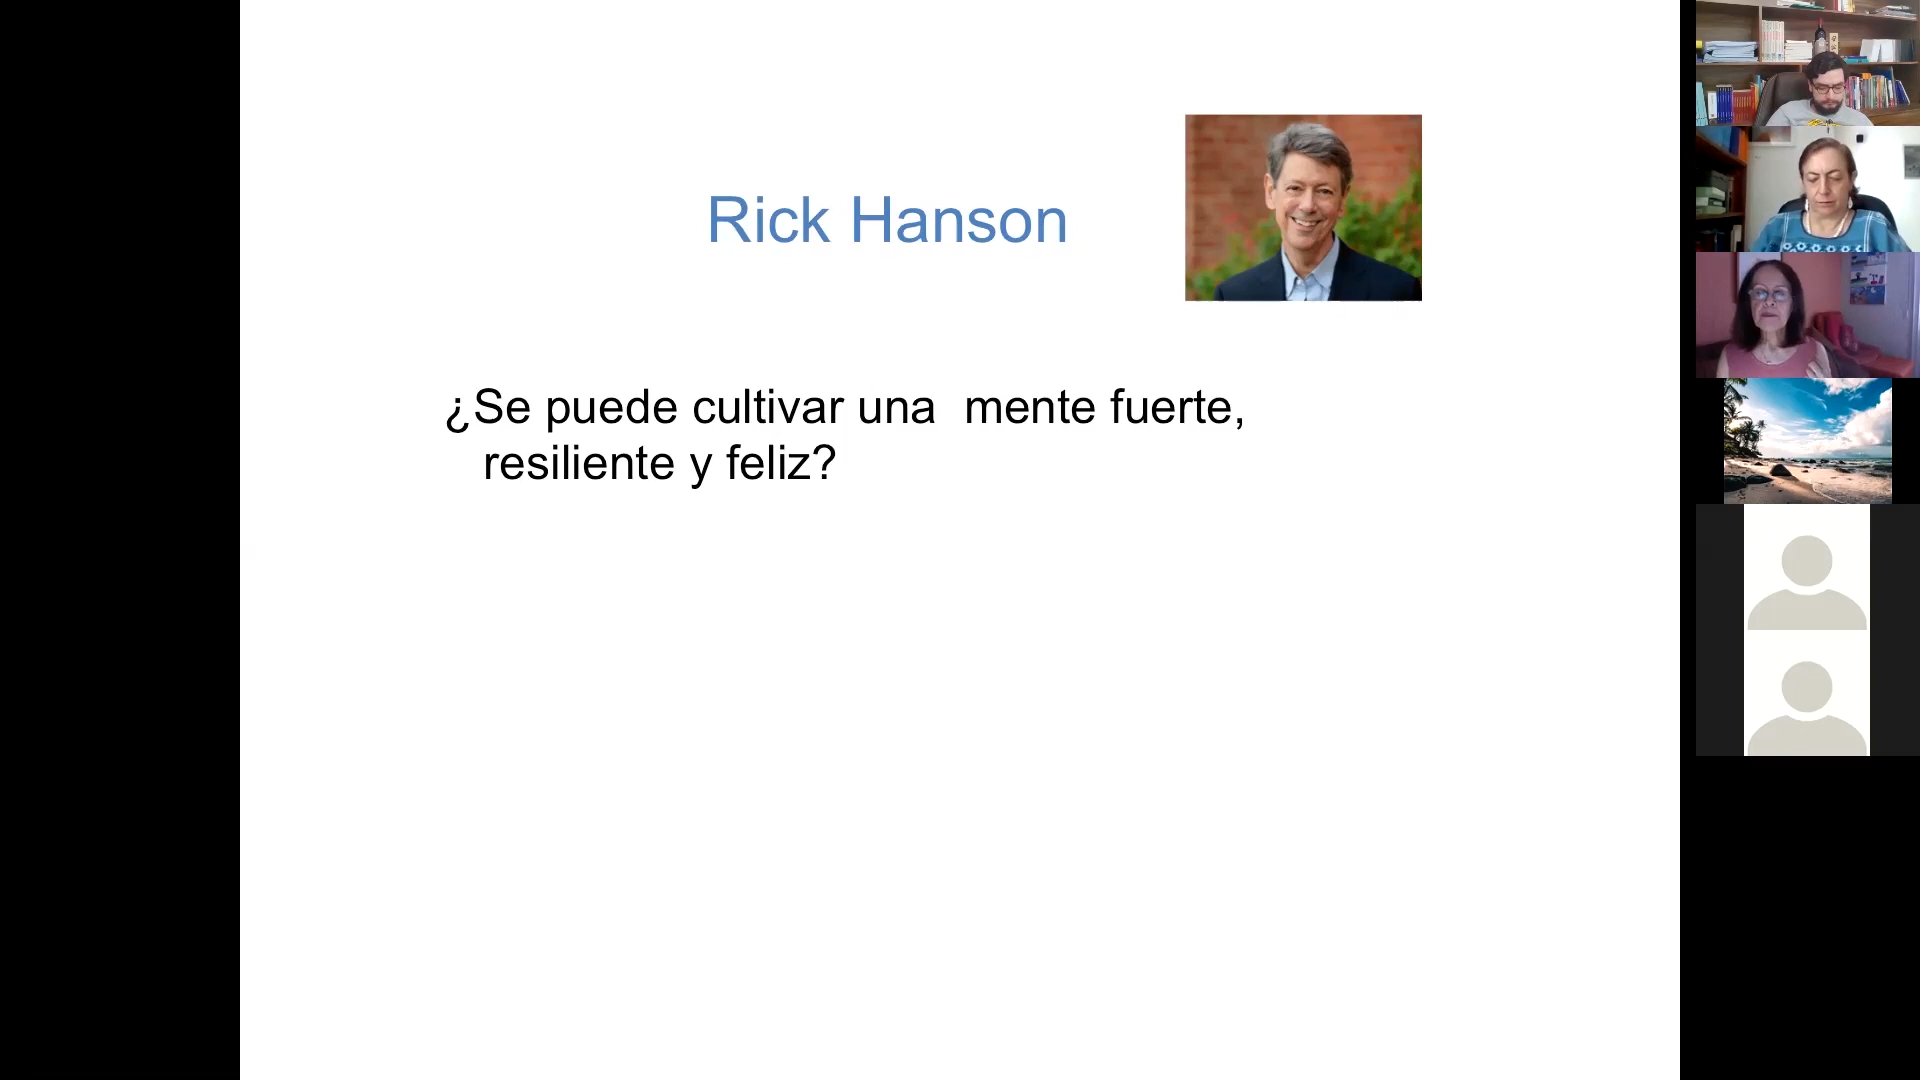 Rick Hanson
¿Se puede cultivar una  mente fuerte,
resiliente y feliz?